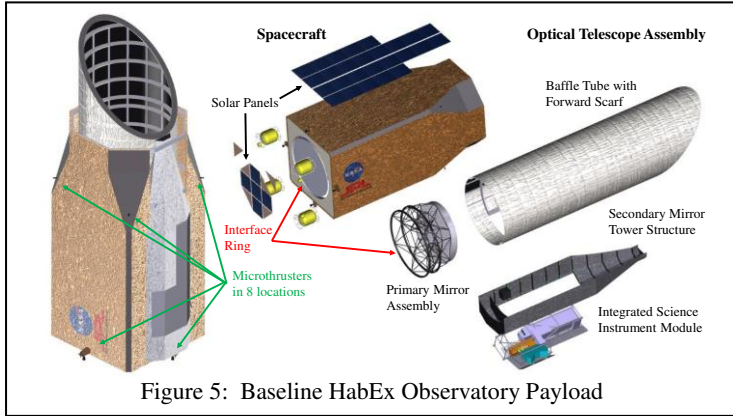 Spacecraft
Optical Telescope Assembly
Solar Panels
Baffle Tube with
Forward Scarf
Interface
Ring
Secondary Mirror
Tower Structure
Microthrusters
in 8 locations
Primary Mirror
Assembly
Integrated Science
Instrument Module
NASA
Figure 5: Baseline HabEx Observatory Payload